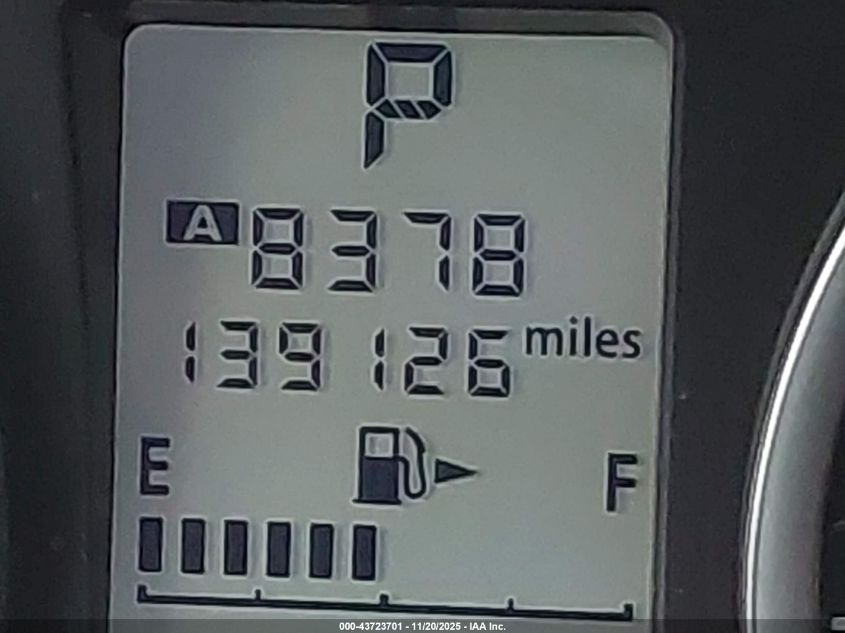 P
A 8378
139126 miles
E F
000-43723701 - 11/20/2025 - IAA Inc.